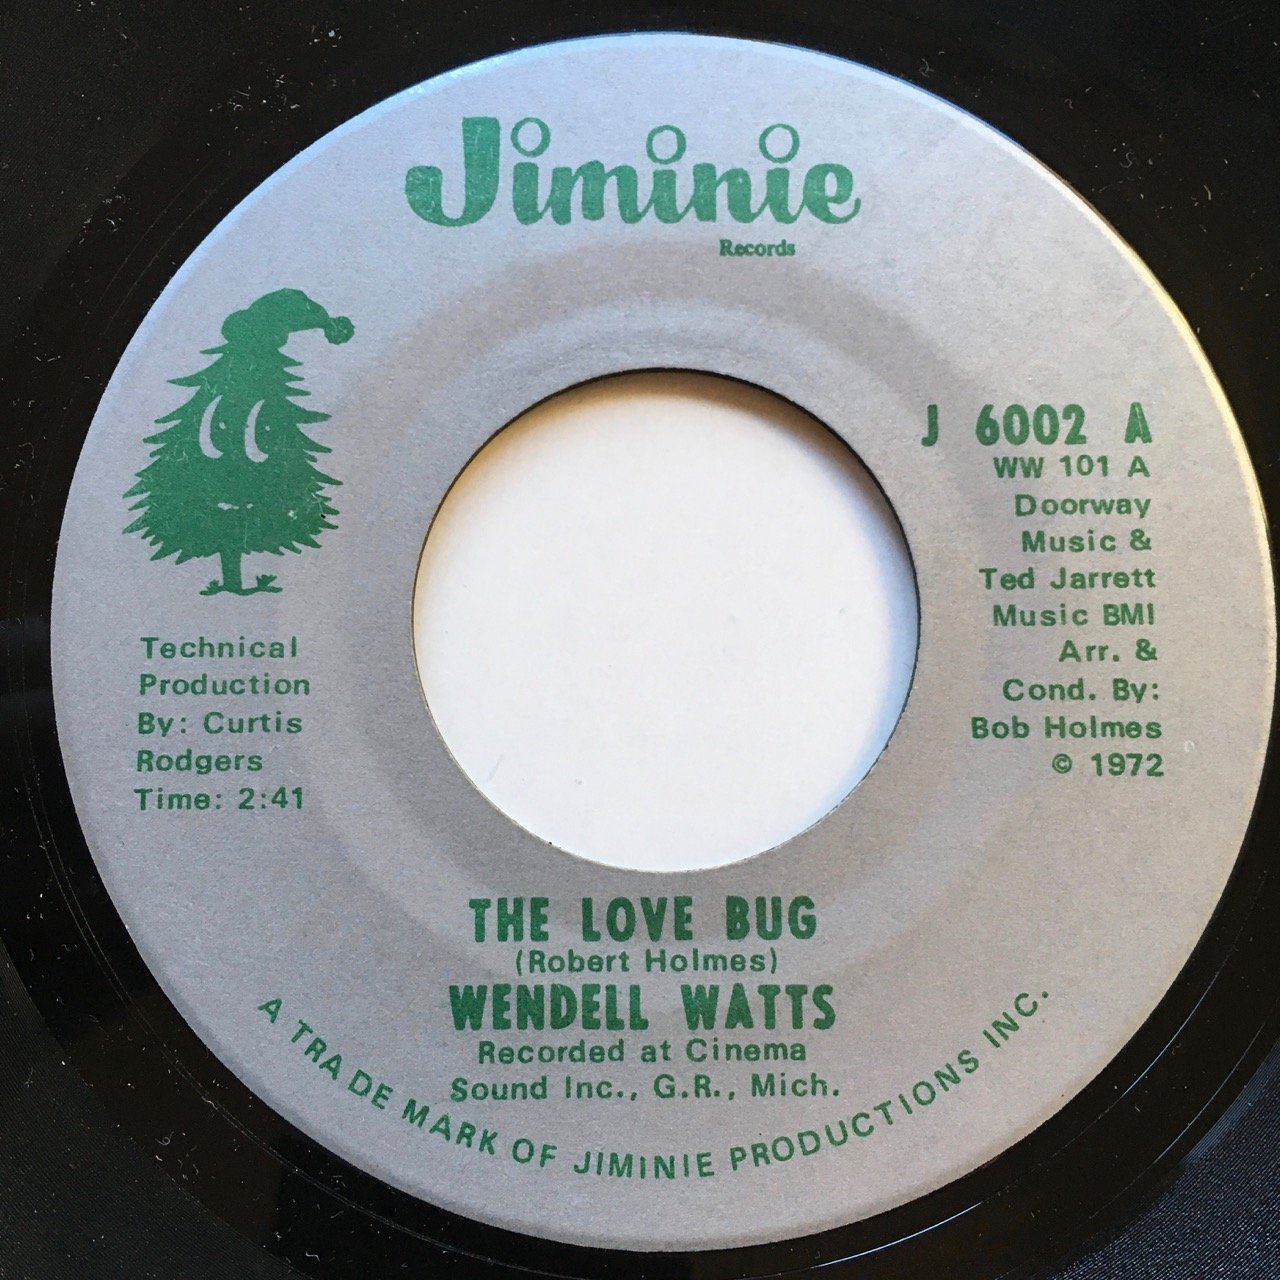 Jiminie
Records
J 6002 A
WW 101 A
Doorway
Music &
Ted Jarrett
Music BMI
Arr. &
Cond. By:
Bob Holmes
© 1972
Technical
Production
By: Curtis
Rodgers
Time: 2:41
THE LOVE BUG
(Robert Holmes)
WENDELL WATTS
Recorded at Cinema
Sound Inc., G.R., Mich.
A TRADE MARK OF JIMINIE PRODUCTIONS INC.